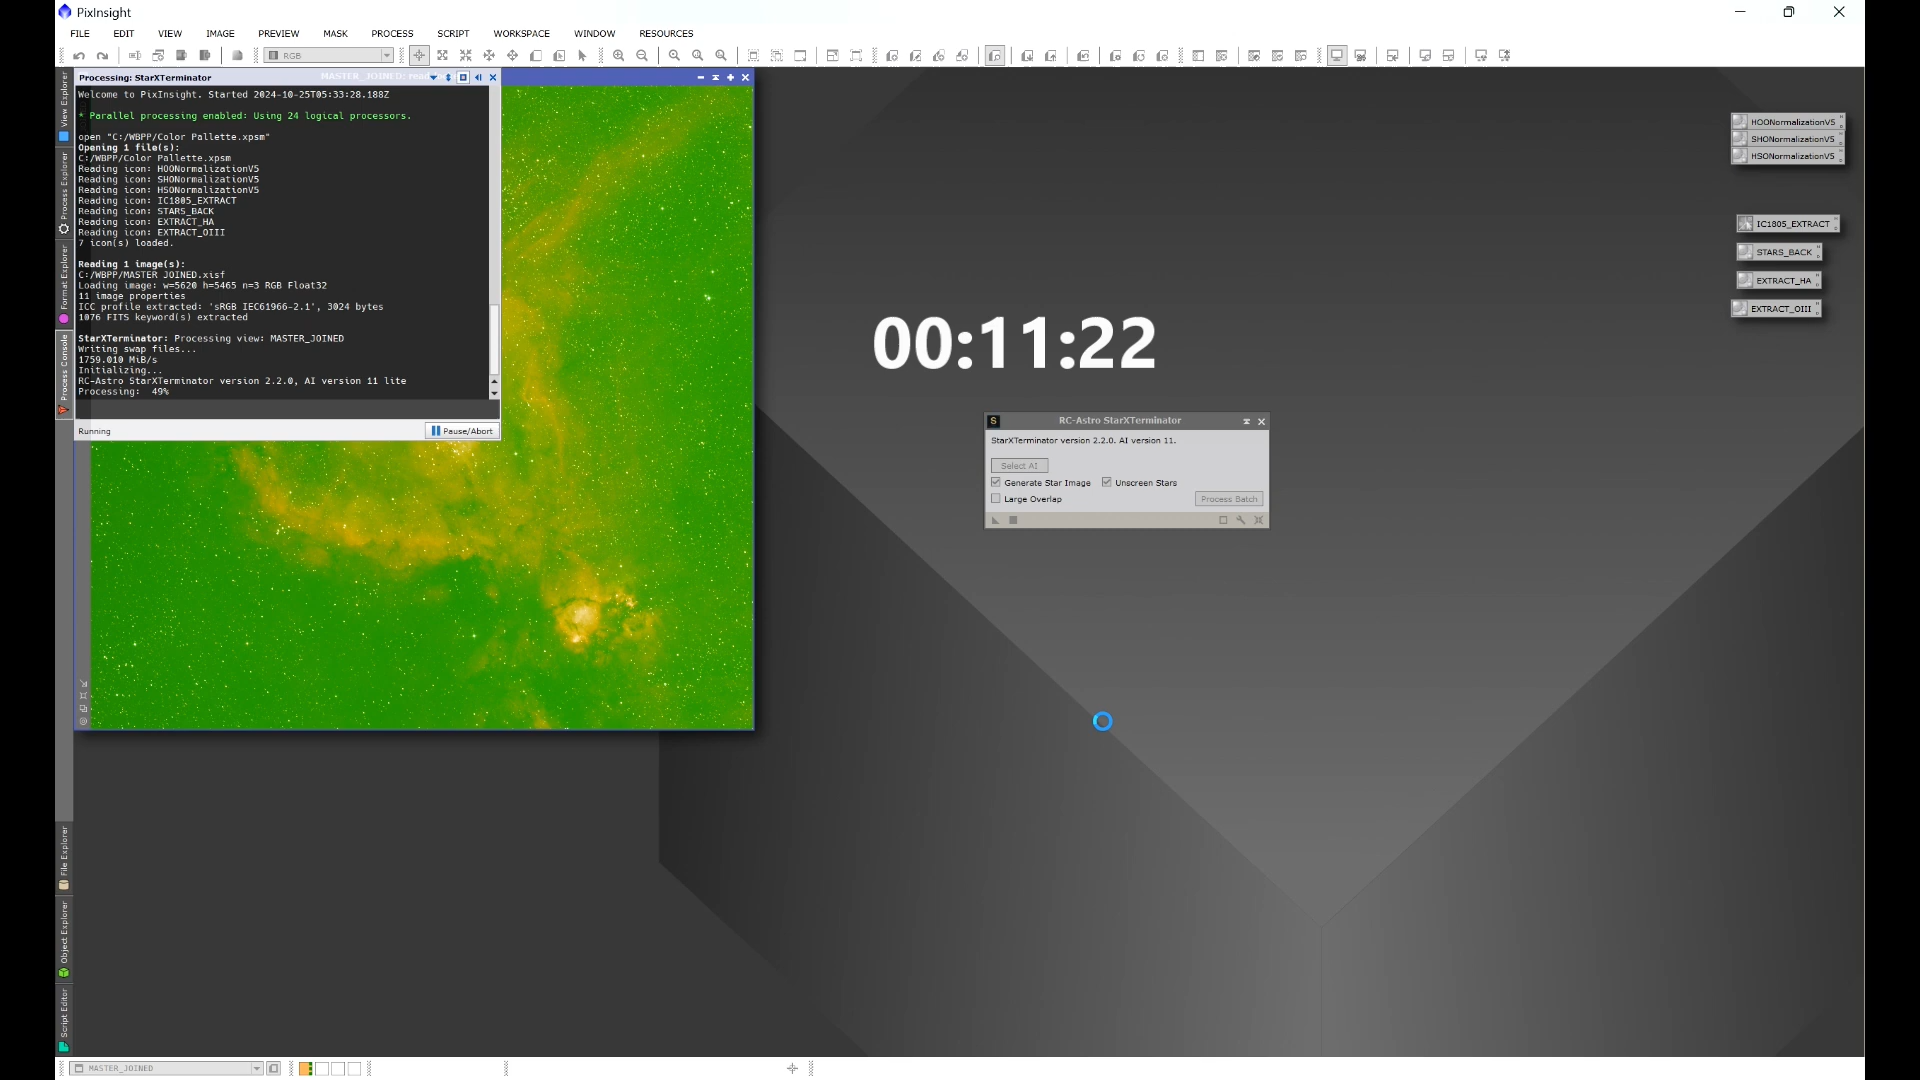 PixInsight
FILE EDIT VIEW IMAGE PREVIEW MASK PROCESS SCRIPT WORKSPACE WINDOW RESOURCES
RGB
Processing: StarXTerminator
MASTER_JOINED:
Welcome to PixInsight. Started 2024-10-25T05:33:28.188Z
* Parallel processing enabled: Using 24 logical processors.
open "C:/WBPP/Color Pallette.xpsm"
Opening 1 file(s):
C:/WBPP/Color Pallette.xpsm
Reading icon: HOONormalizationV5
Reading icon: SHONormalizationV5
Reading icon: HSONormalizationV5
Reading icon: IC1805_EXTRACT
Reading icon: STARS_BACK
Reading icon: EXTRACT_HA
Reading icon: EXTRACT_OIII
7 icon(s) loaded.
Reading 1 image(s):
C:/WBPP/MASTER JOINED.xisf
Loading image: w=5620 h=5465 n=3 RGB Float32
11 image properties
ICC profile extracted: 'sRGB IEC61966-2.1', 3024 bytes
1076 FITS keyword(s) extracted
StarXTerminator: Processing view: MASTER_JOINED
Writing swap files...
1759.010 MiB/s
Initializing...
RC-Astro StarXTerminator version 2.2.0, AI version 11 lite
Processing: 49%
Running
Pause/Abort
View Explorer
Process Explorer
Format Explorer
Process Console
File Explorer
Object Explorer
Script Editor
00:11:22
RC-Astro StarXTerminator
StarXTerminator version 2.2.0. AI version 11.
Select AI
Generate Star Image Unscreen Stars
Large Overlap Process Batch
HOONormalizationV5
SHONormalizationV5
HSONormalizationV5
IC1805_EXTRACT
STARS_BACK
EXTRACT_HA
EXTRACT_OIII
MASTER_JOINED